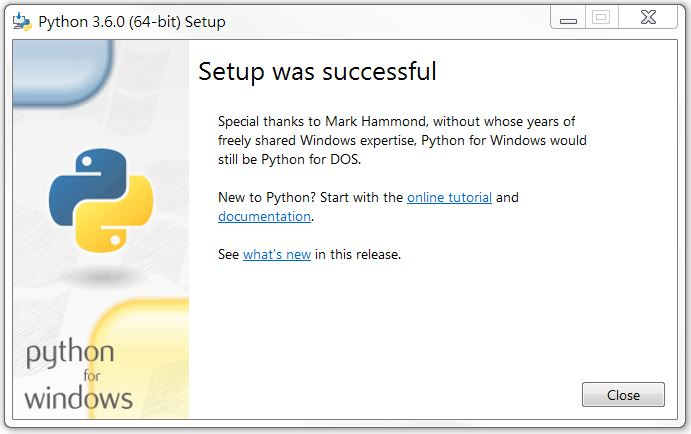 Python 3.6.0 (64-bit) Setup
Setup was successful
Special thanks to Mark Hammond, without whose years of
freely shared Windows expertise, Python for Windows would
still be Python for DOS.
New to Python? Start with the online tutorial and
documentation.
See what's new in this release.
python
for
windows
Close